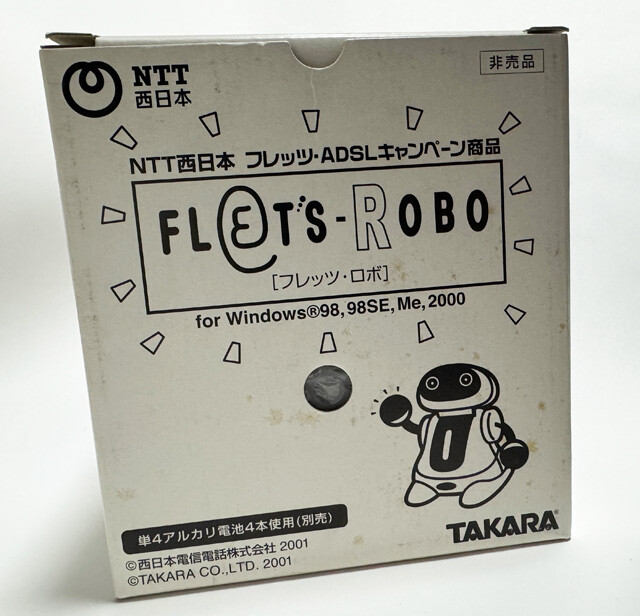 NTT
西日本
非売品
NTT西日本 フレッツ・ADSLキャンペーン商品
FLET'S-ROBO
[フレッツ・ロボ]
for Windows®98, 98SE, Me, 2000
単4アルカリ電池4本使用(別売)
TAKARA®
©西日本電信電話株式会社 2001
©TAKARA CO.,LTD. 2001